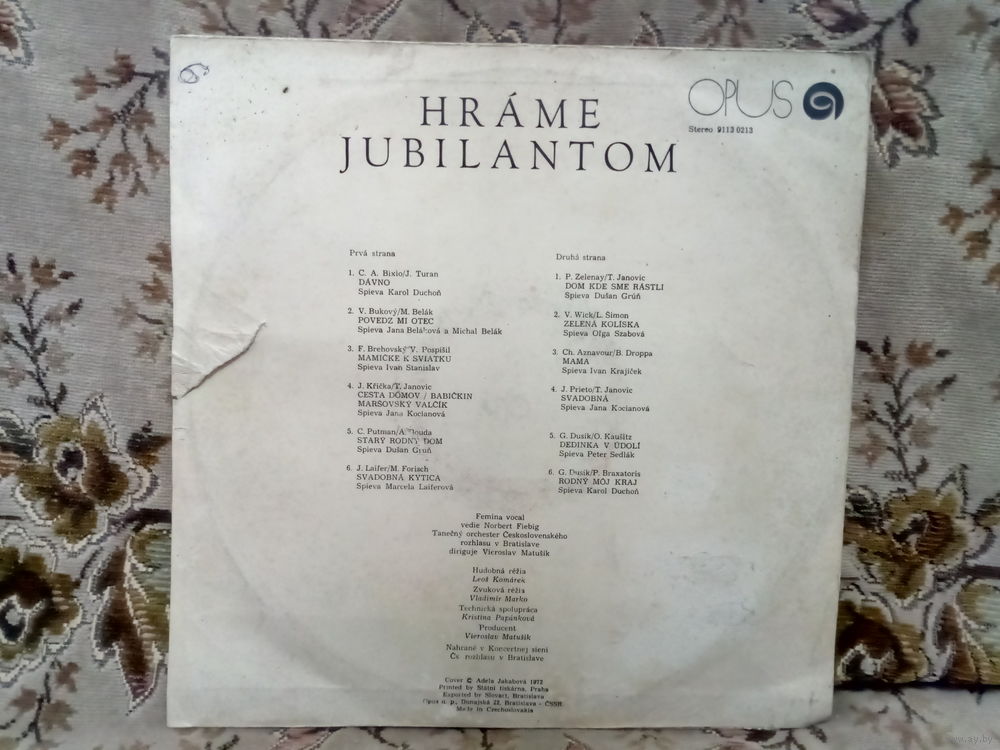 HRÁME
JUBILANTOM
OPUS
Stereo 9113 0213
Prvá strana
1. C. A. Bixio/J. Turan
DÁVNO
Spieva Karol Duchoň
2. V. Bukový/M. Belák
POVEDZ MI OTEC
Spieva Jana Beláková a Michal Belák
3. F. Brehovský/V. Pospíšil
MAMIČKE K SVIATKU
Spieva Ivan Stanislav
4. J. Křička/T. Janovic
CESTA DOMOV / BABIČKIN
MARŠOVSKÝ VALČÍK
Spieva Jana Kocianová
5. C. Putman/A.
STARÝ RODNÝ DOM
Spieva Dušan Grúň
6. J. Laifer/M. Forisch
SVADOBNÁ KYTICA
Spieva Marcela Laiferová
Druhá strana
1. P. Zelenay/T. Janovic
DOM KDE SME RÁSTLI
Spieva Dušan Grúň
2. V. Wick/L. Šimon
ZELENÁ KOLÍSKA
Spieva Oľga Szabová
3. Ch. Aznavour/B. Droppa
MAMA
Spieva Ivan Krajíček
4. J. Prieto/T. Janovic
SVADOBNÁ
Spieva Jana Kocianová
5. G. Dusík/O. Kaušitz
DEDINKA V ÚDOLÍ
Spieva Peter Sedlák
6. G. Dusík/P. Braxatoris
RODNÝ MÔJ KRAJ
Spieva Karol Duchoň
Femina vocal
vedie Norbert Fiebig
Tanečný orchester Československého
rozhlasu v Bratislave
diriguje Vieroslav Matušík
Hudobná réžia
Leoš Komárek
Zvuková réžia
Vladimír Marko
Technická spolupráca
Kristína Papánková
Producent
Vieroslav Matušík
Nahrané v Koncertnej sieni
Čs. rozhlasu v Bratislave
Cover © Adela Jakabová 1972
Printed by Státní tiskárna, Praha
Exported by Slovart, Bratislava
Opus n. p., Dunajská 22, Bratislava - ČSSR
Made in Czechoslovakia
www.ay.by